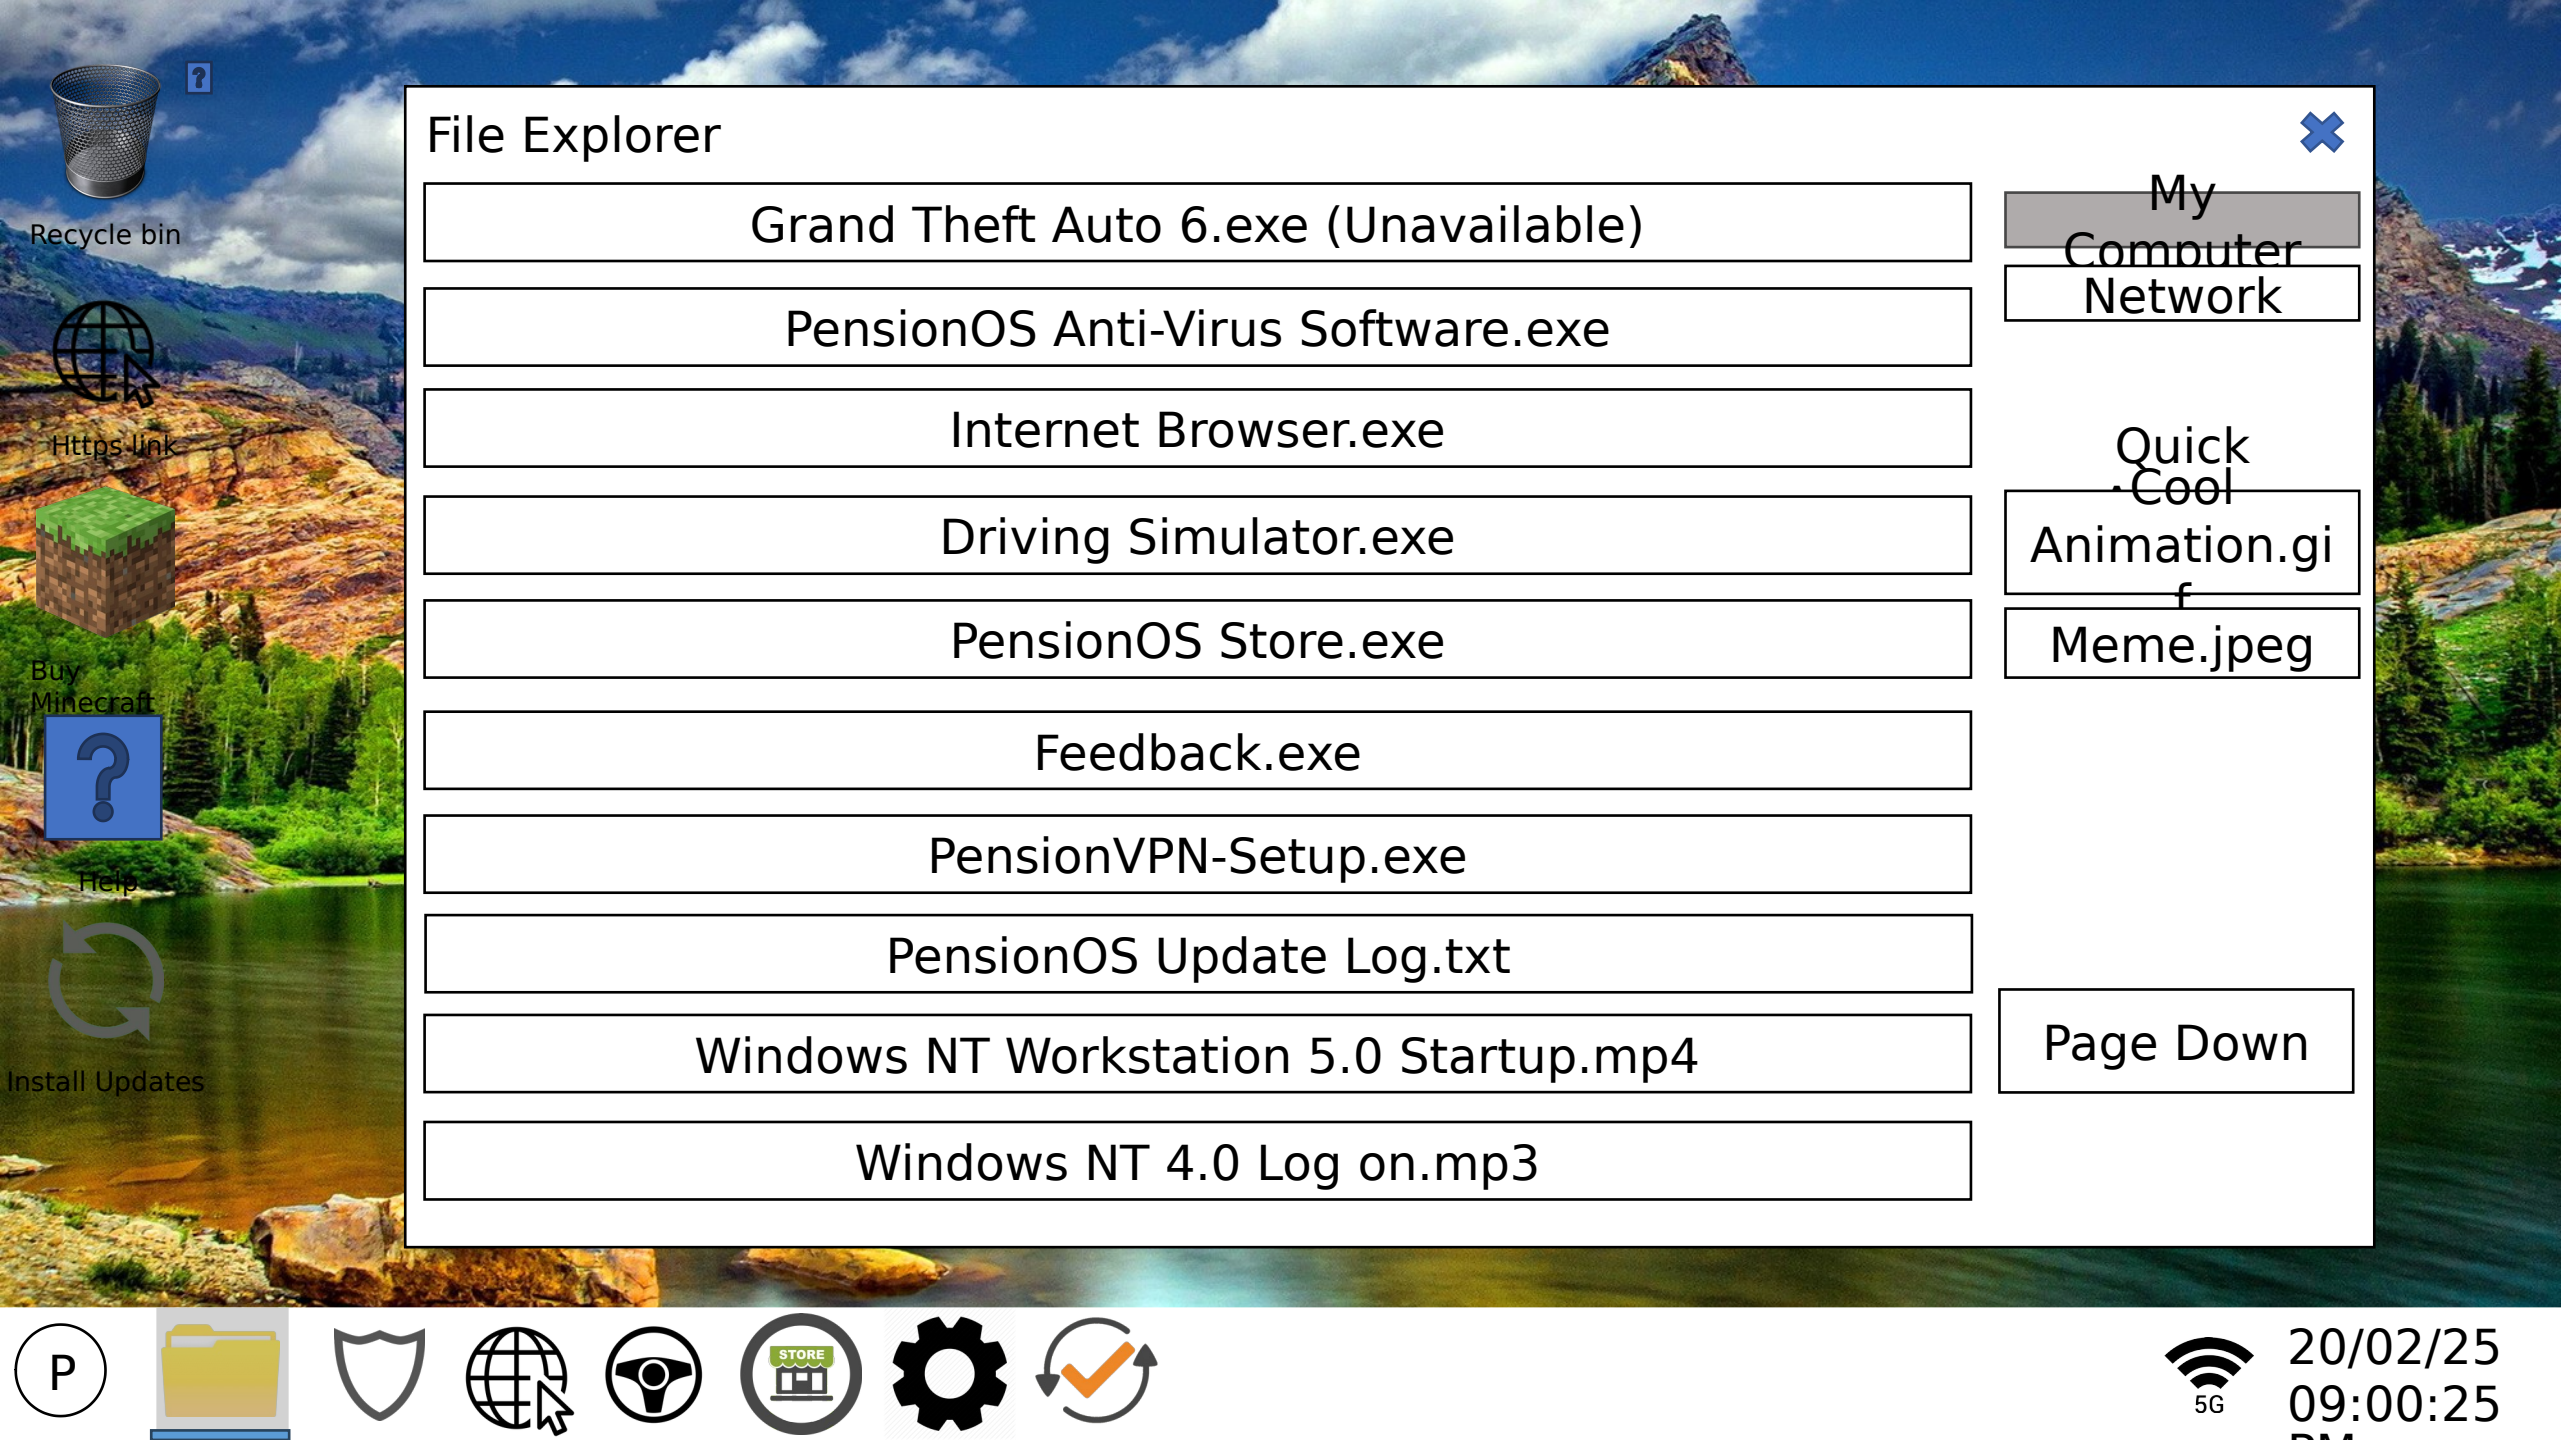 File Explorer
Grand Theft Auto 6.exe (Unavailable)
PensionOS Anti-Virus Software.exe
Internet Browser.exe
Driving Simulator.exe
PensionOS Store.exe
Feedback.exe
PensionVPN-Setup.exe
PensionOS Update Log.txt
Windows NT Workstation 5.0 Startup.mp4
Windows NT 4.0 Log on.mp3
My
Computer
Network
Quick
Cool
Animation.gi
f
Meme.jpeg
Page Down
?
Recycle bin
Https link
Buy
Minecraft
?
Help
Install Updates
P
STORE
5G
20/02/25
09:00:25
PM